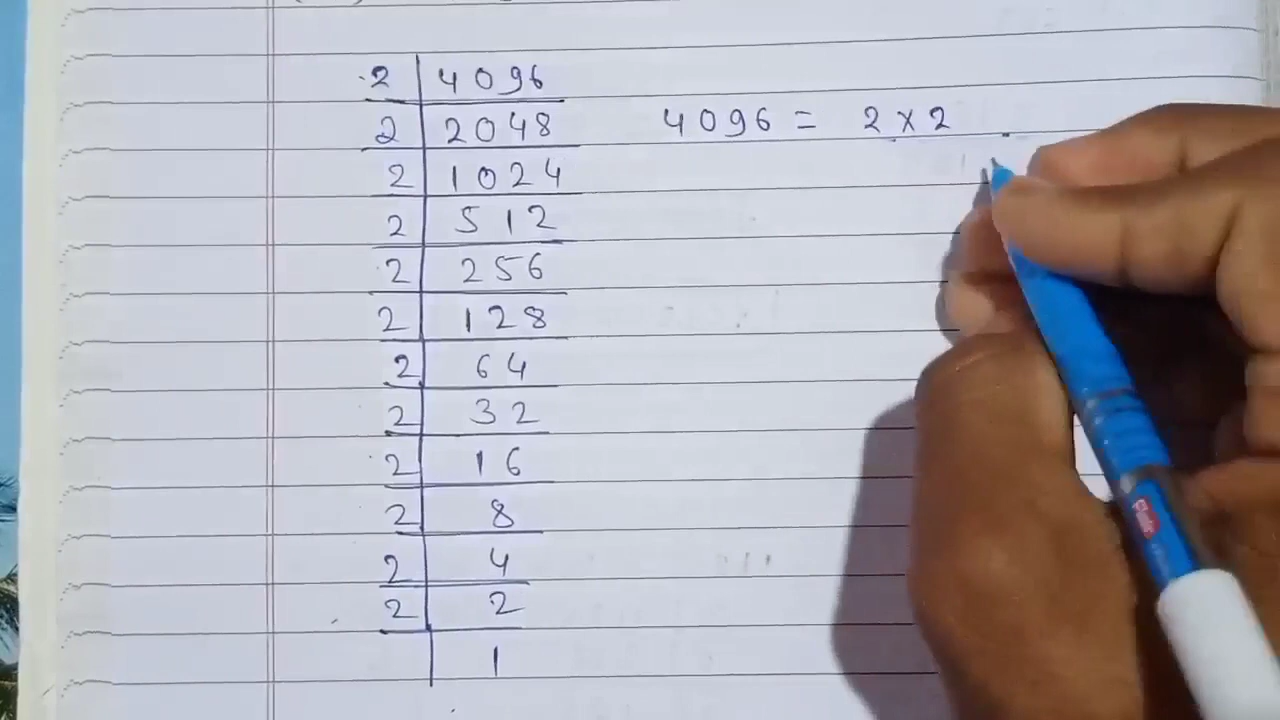 2 | 4096
2 | 2048
2 | 1024
2 | 512
2 | 256
2 | 128
2 | 64
2 | 32
2 | 16
2 | 8
2 | 4
2 | 2
1
4096 = 2 × 2